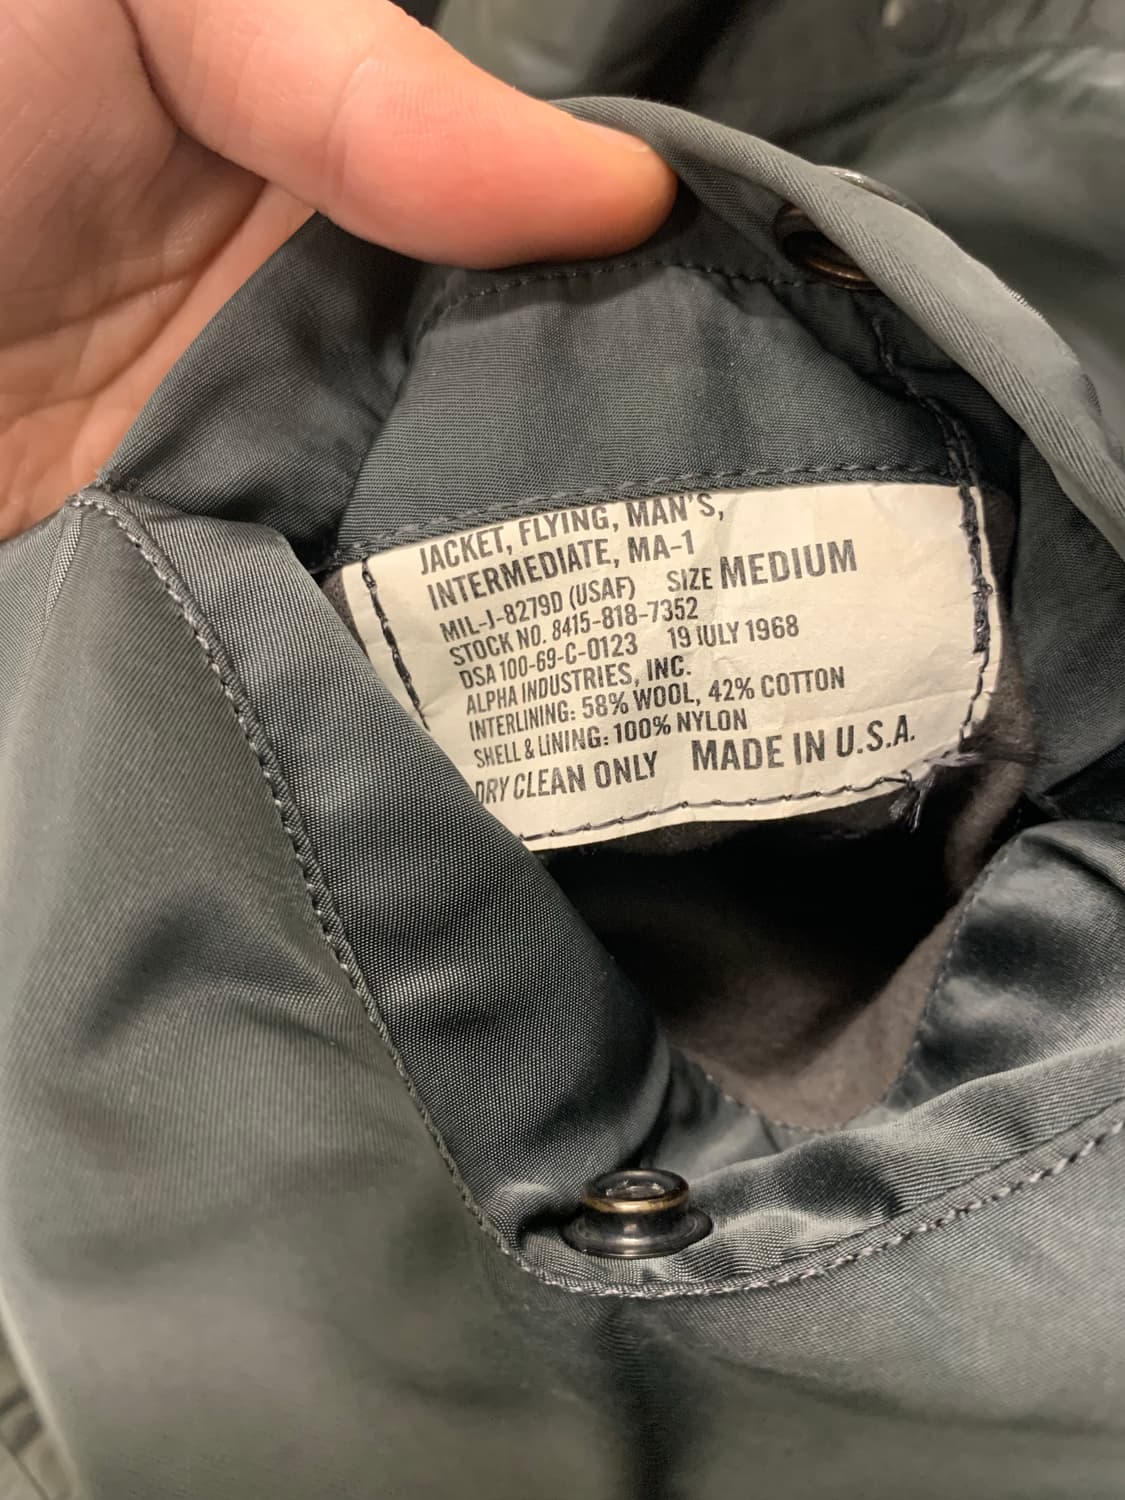 JACKET, FLYING, MAN'S,
INTERMEDIATE, MA-1
MIL-J-8279D (USAF) SIZE MEDIUM
STOCK NO. 8415-818-7352
DSA 100-69-C-0123 19 JULY 1968
ALPHA INDUSTRIES, INC.
INTERLINING: 58% WOOL, 42% COTTON
SHELL & LINING: 100% NYLON
DRY CLEAN ONLY MADE IN U.S.A.